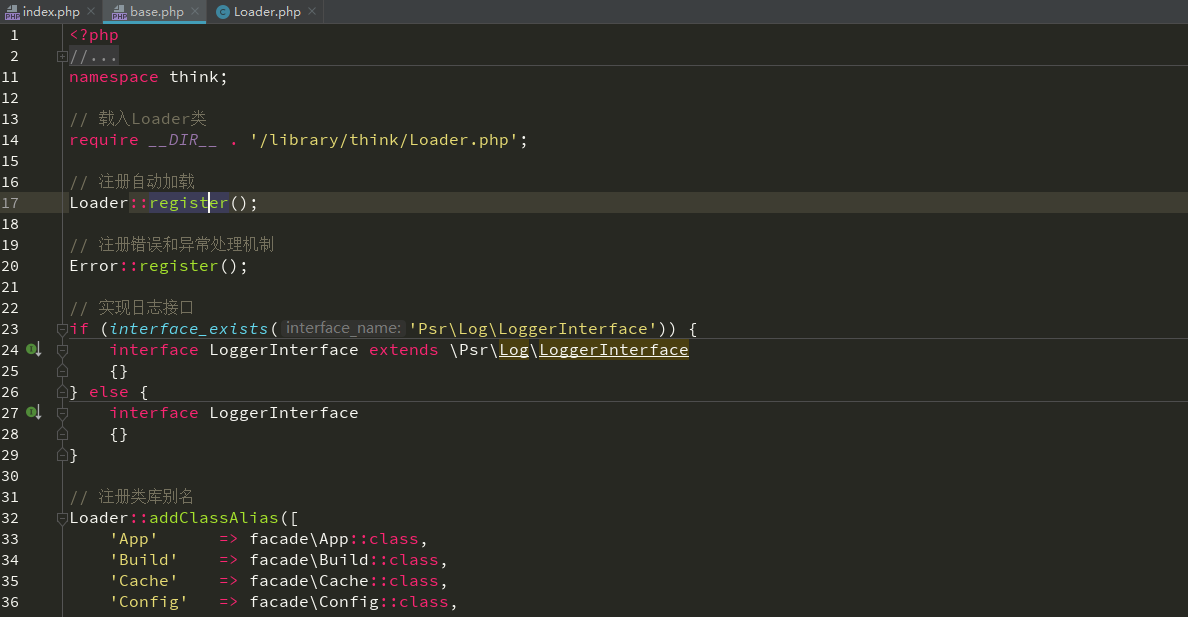 index.php
base.php
Loader.php
1 <?php
2 //...
11 namespace think;
12
13 // 载入Loader类
14 require __DIR__ . '/library/think/Loader.php';
15
16 // 注册自动加载
17 Loader::register();
18
19 // 注册错误和异常处理机制
20 Error::register();
21
22 // 实现日志接口
23 if (interface_exists( interface_name: 'Psr\Log\LoggerInterface')) {
24     interface LoggerInterface extends \Psr\Log\LoggerInterface
25     {}
26 } else {
27     interface LoggerInterface
28     {}
29 }
30
31 // 注册类库别名
32 Loader::addClassAlias([
33     'App'      => facade\App::class,
34     'Build'    => facade\Build::class,
35     'Cache'    => facade\Cache::class,
36     'Config'   => facade\Config::class,